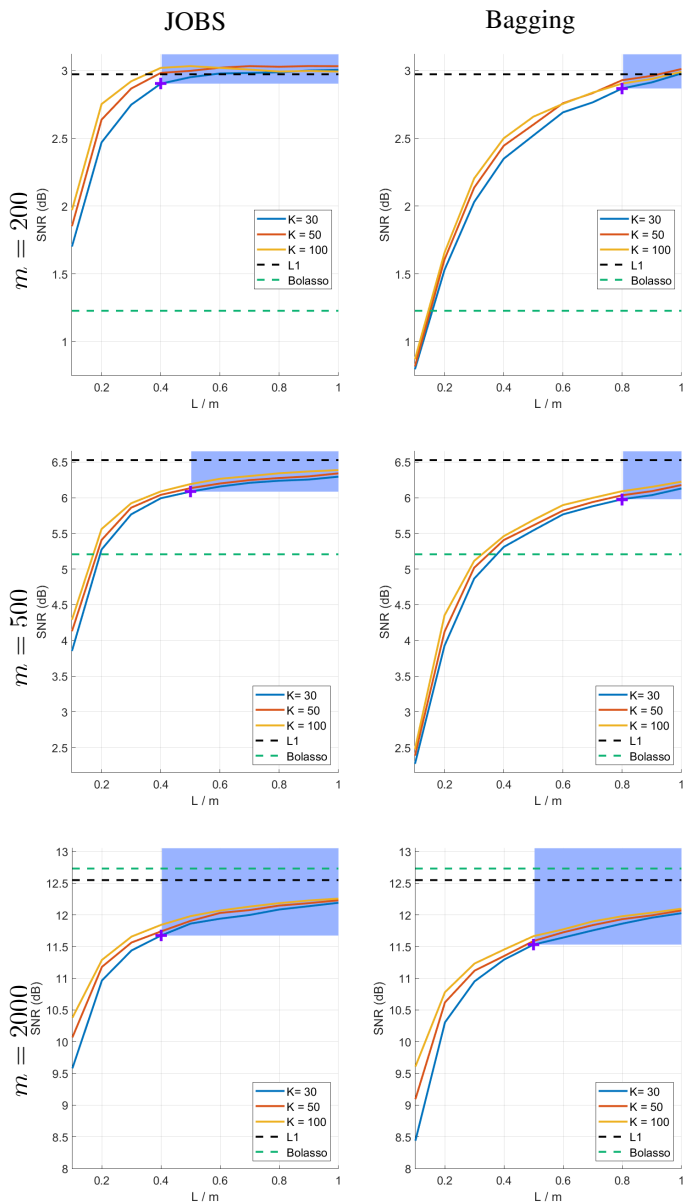 JOBS
Bagging
m = 200
SNR (dB)
3
2.5
2
1.5
1
0.2 0.4 0.6 0.8 1
L / m
K= 30
K = 50
K = 100
L1
Bolasso
SNR (dB)
3
2.5
2
1.5
1
0.2 0.4 0.6 0.8 1
L / m
K= 30
K = 50
K = 100
L1
Bolasso
m = 500
SNR (dB)
6.5
6
5.5
5
4.5
4
3.5
3
2.5
0.2 0.4 0.6 0.8 1
L / m
K= 30
K = 50
K = 100
L1
Bolasso
SNR (dB)
6.5
6
5.5
5
4.5
4
3.5
3
2.5
0.2 0.4 0.6 0.8 1
L / m
K= 30
K = 50
K = 100
L1
Bolasso
m = 2000
SNR (dB)
13
12.5
12
11.5
11
10.5
10
9.5
9
8.5
8
0.2 0.4 0.6 0.8 1
L / m
K= 30
K = 50
K = 100
L1
Bolasso
SNR (dB)
13
12.5
12
11.5
11
10.5
10
9.5
9
8.5
8
0.2 0.4 0.6 0.8 1
L / m
K= 30
K = 50
K = 100
L1
Bolasso